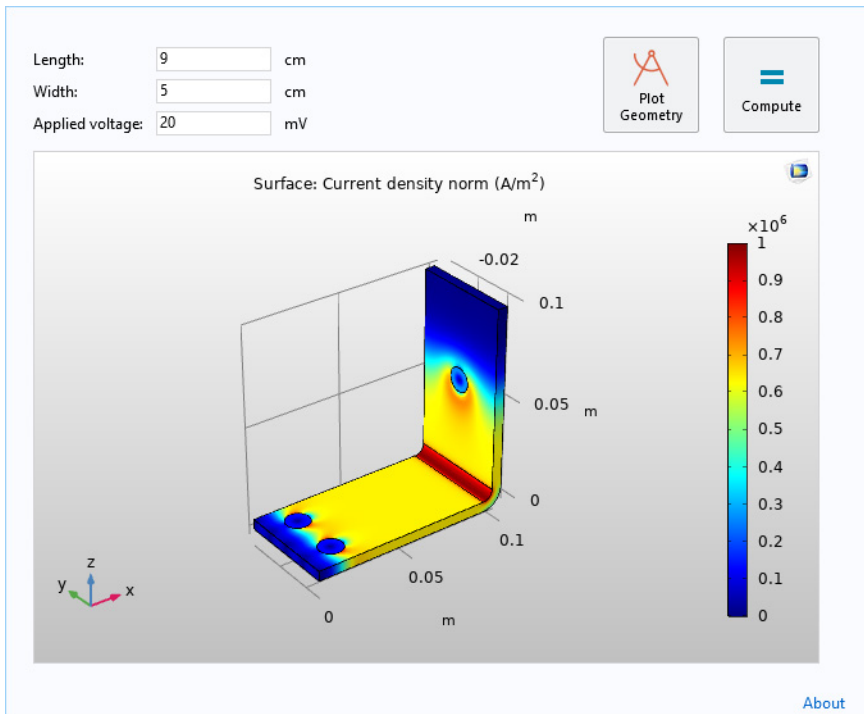 Length: 9 cm
Width: 5 cm
Applied voltage: 20 mV
Plot
Geometry
Compute
Surface: Current density norm (A/m²)
m
-0.02
0.1
0.05 m
0
0.1
0.05
0 m
×10⁶
1
0.9
0.8
0.7
0.6
0.5
0.4
0.3
0.2
0.1
0
z
y x
About